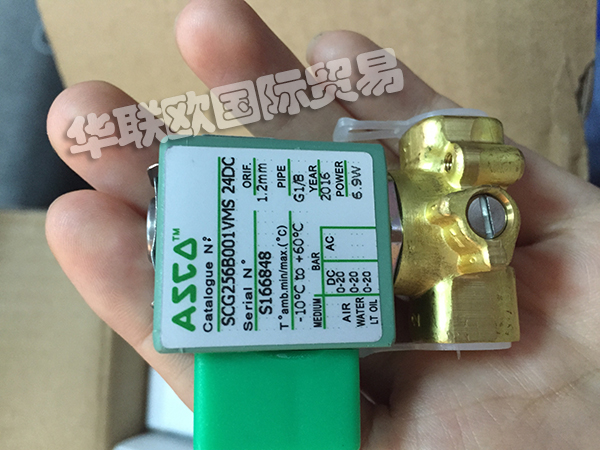 华联欧国际贸易
ASCO™
Catalogue N°
SCG256B001VMS 24DC
Serial N° ORIF. PIPE YEAR POWER
S166848 1.2mm G1/8 2016 6.9W
T° amb.min/max.(°C)
-10°C to +60°C
MEDIUM BAR
DC AC
AIR 0-20
WATER 0-20
LT OIL 0-20